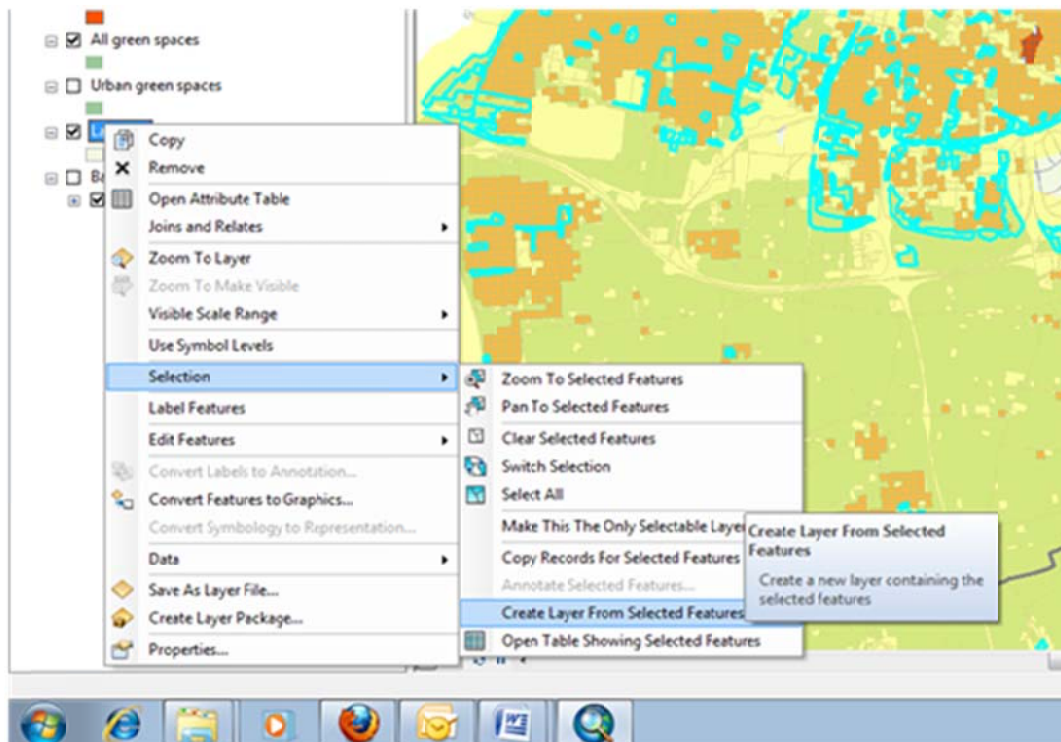 All green spaces
Urban green spaces
Copy
Remove
Open Attribute Table
Joins and Relates
Zoom To Layer
Zoom To Make Visible
Visible Scale Range
Use Symbol Levels
Selection
Label Features
Edit Features
Convert Labels to Annotation...
Convert Features to Graphics...
Convert Symbology to Representation...
Data
Save As Layer File...
Create Layer Package...
Properties...
Zoom To Selected Features
Pan To Selected Features
Clear Selected Features
Switch Selection
Select All
Make This The Only Selectable Layer
Copy Records For Selected Features
Annotate Selected Features...
Create Layer From Selected Features
Open Table Showing Selected Features
Create Layer From Selected
Features
Create a new layer containing the
selected features